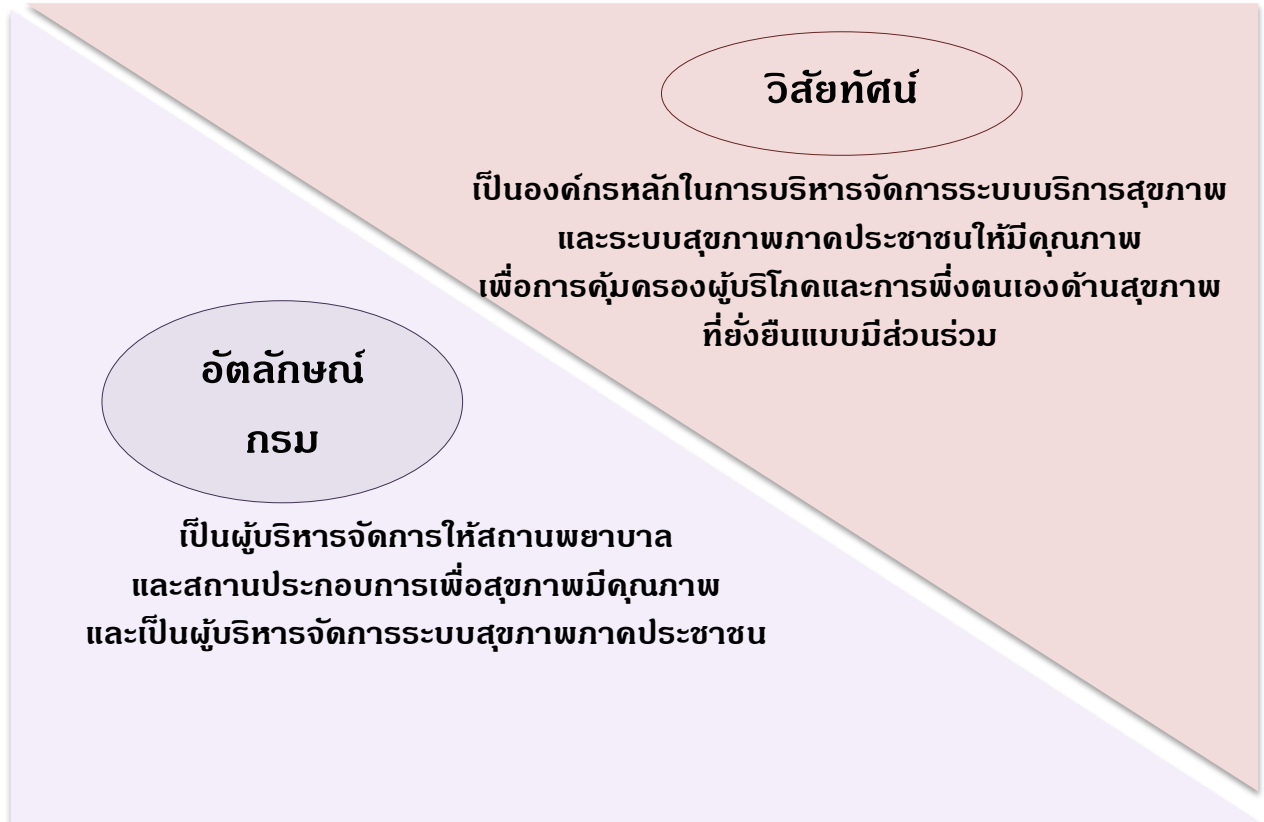 วิสัยทัศน์
เป็นองค์กรหลักในการบริหารจัดการระบบบริการสุขภาพ
และระบบสุขภาพภาคประชาชนให้มีคุณภาพ
เพื่อการคุ้มครองผู้บริโภคและการพึ่งตนเองด้านสุขภาพ
ที่ยั่งยืนแบบมีส่วนร่วม
อัตลักษณ์
กรม
เป็นผู้บริหารจัดการให้สถานพยาบาล
และสถานประกอบการเพื่อสุขภาพมีคุณภาพ
และเป็นผู้บริหารจัดการระบบสุขภาพภาคประชาชน